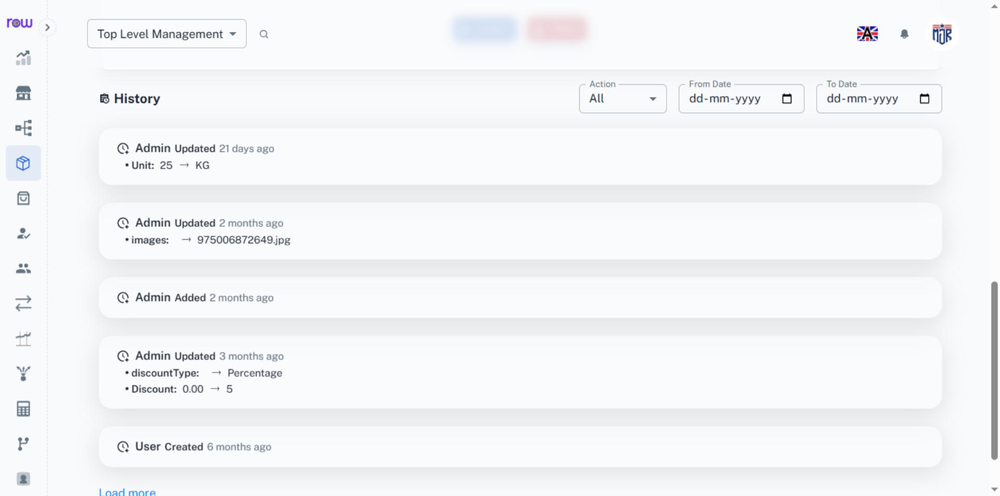 row
Top Level Management
A
MJR
History
Action
All
From Date
dd-mm-yyyy
To Date
dd-mm-yyyy
Admin Updated 21 days ago
• Unit: 25 → KG
Admin Updated 2 months ago
• images: → 975006872649.jpg
Admin Added 2 months ago
Admin Updated 3 months ago
• discountType: → Percentage
• Discount: 0.00 → 5
User Created 6 months ago
Load more